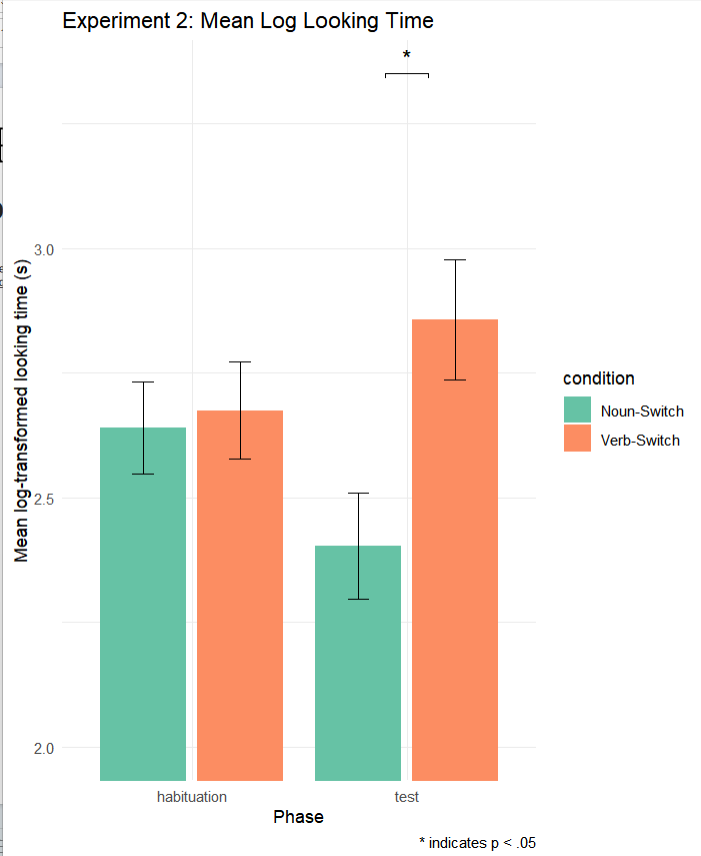 Experiment 2: Mean Log Looking Time
*
3.0
2.5
2.0
Mean log-transformed looking time (s)
habituation
test
Phase
condition
Noun-Switch
Verb-Switch
* indicates p < .05